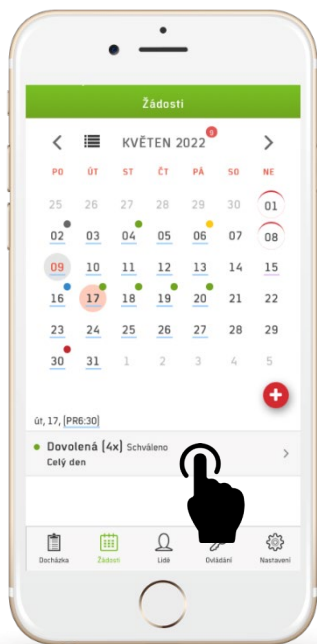 Žádosti
KVĚTEN 2022 9
PO ÚT ST ČT PÁ SO NE
25 26 27 28 29 30 01
02 03 04 05 06 07 08
09 10 11 12 13 14 15
16 17 18 19 20 21 22
23 24 25 26 27 28 29
30 31 1 2 3 4 5
út, 17, [PR6:30]
Dovolená (4x) Schváleno
Celý den
Docházka Žádosti Lidé Ovládání Nastavení